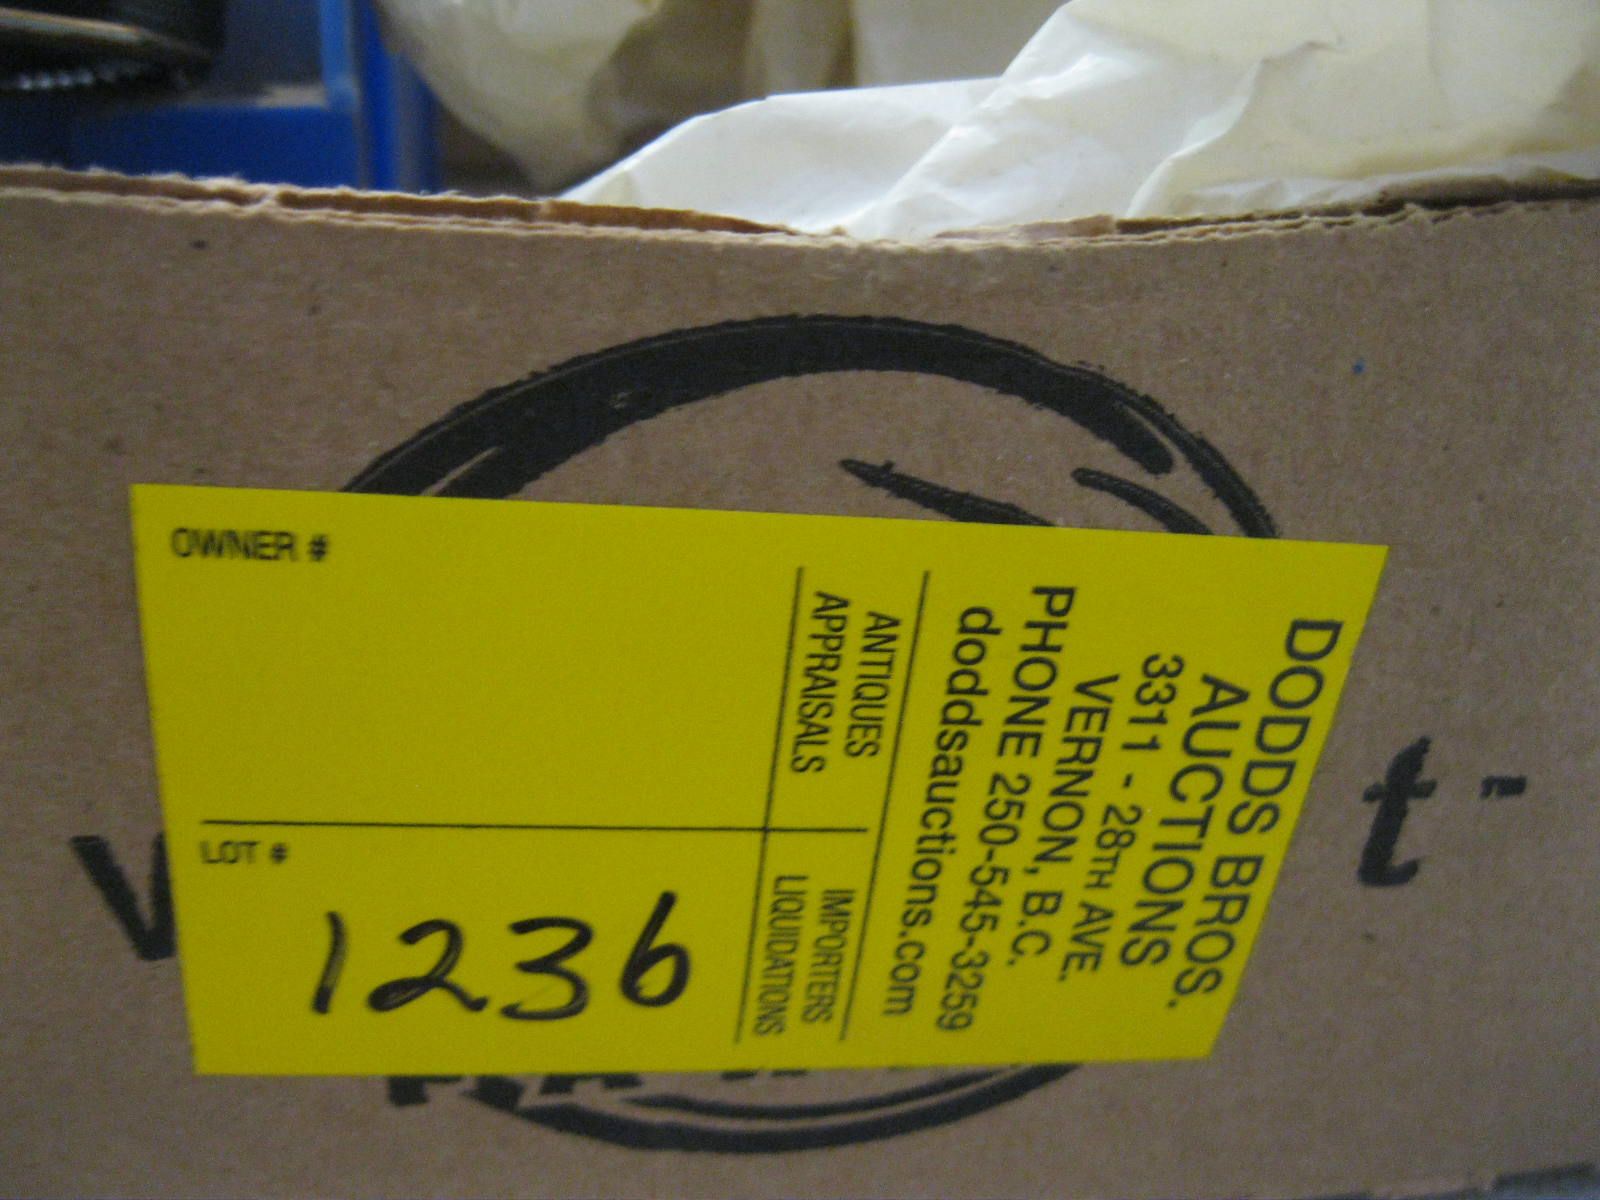 DODDS BROS.
AUCTIONS
3311 - 28TH AVE.
VERNON, B.C.
PHONE 250-545-3259
doddsauctions.com
ANTIQUES IMPORTERS
APPRAISALS LIQUIDATIONS
OWNER #
LOT #
1236